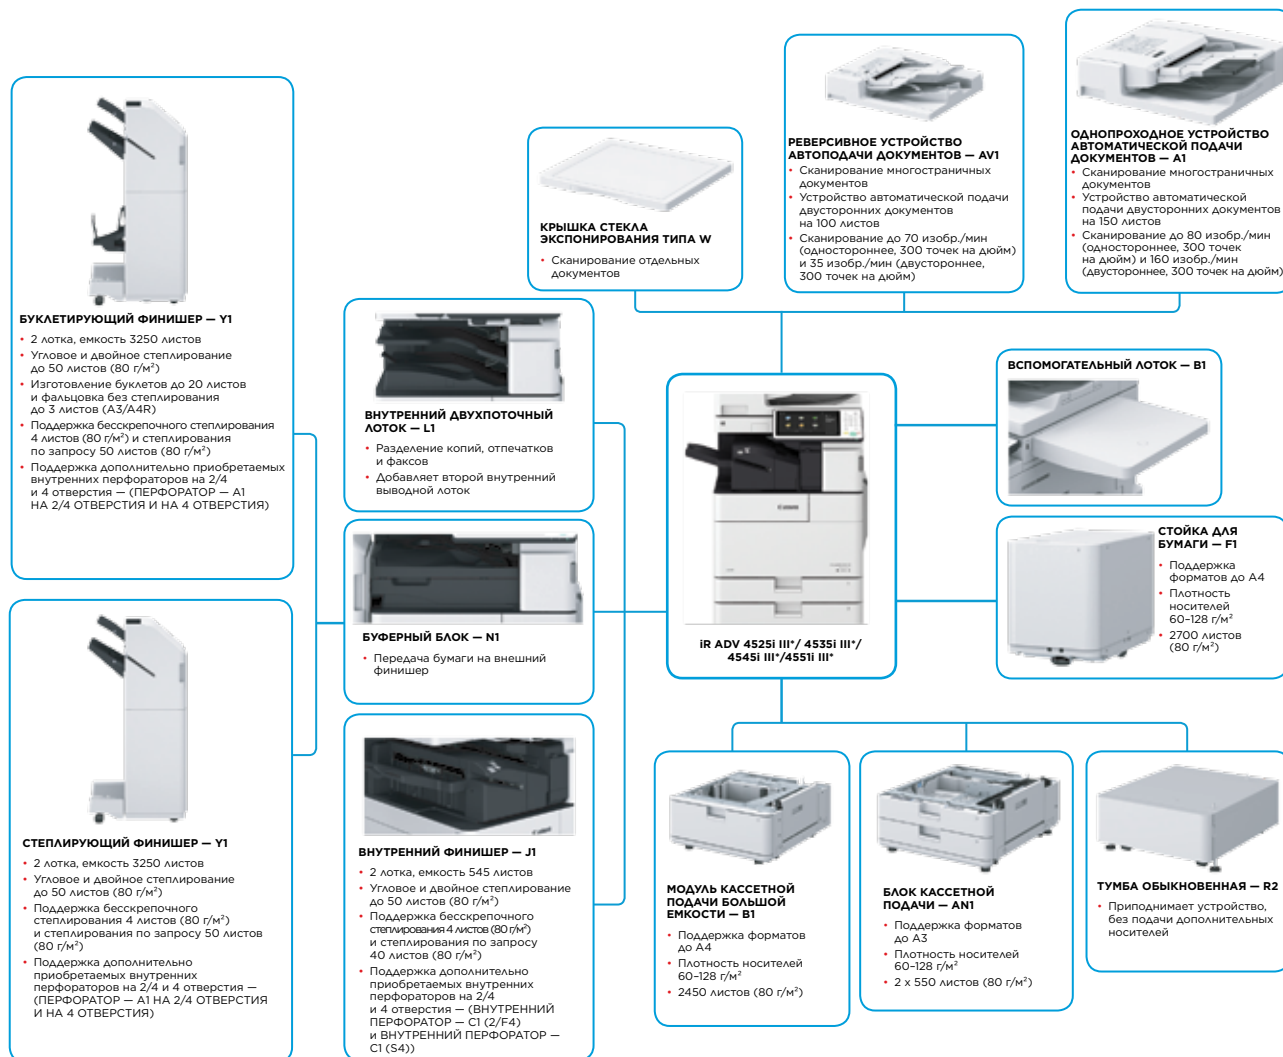 БУКЛЕТИРУЮЩИЙ ФИНИШЕР — Y1
• 2 лотка, емкость 3250 листов
• Угловое и двойное степлирование
до 50 листов (80 г/м²)
• Изготовление буклетов до 20 листов
и фальцовка без степлирования
до 3 листов (A3/A4R)
• Поддержка бесскрепочного степлирования
4 листов (80 г/м²) и степлирования
по запросу 50 листов (80 г/м²)
• Поддержка дополнительно приобретаемых
внутренних перфораторов на 2/4
и 4 отверстия — (ПЕРФОРАТОР — A1
НА 2/4 ОТВЕРСТИЯ И НА 4 ОТВЕРСТИЯ)
СТЕПЛИРУЮЩИЙ ФИНИШЕР — Y1
• 2 лотка, емкость 3250 листов
• Угловое и двойное степлирование
до 50 листов (80 г/м²)
• Поддержка бесскрепочного
степлирования 4 листов (80 г/м²)
и степлирования по запросу 50 листов
(80 г/м²)
• Поддержка дополнительно
приобретаемых внутренних
перфораторов на 2/4 и 4 отверстия —
(ПЕРФОРАТОР — A1 НА 2/4 ОТВЕРСТИЯ
И НА 4 ОТВЕРСТИЯ)
ВНУТРЕННИЙ ДВУХПОТОЧНЫЙ
ЛОТОК — L1
• Разделение копий, отпечатков
и факсов
• Добавляет второй внутренний
выводной лоток
БУФЕРНЫЙ БЛОК — N1
• Передача бумаги на внешний
финишер
ВНУТРЕННИЙ ФИНИШЕР — J1
• 2 лотка, емкость 545 листов
• Угловое и двойное степлирование
до 50 листов (80 г/м²)
• Поддержка бесскрепочного
степлирования 4 листов (80 г/м²)
и степлирования по запросу
40 листов (80 г/м²)
• Поддержка дополнительно
приобретаемых внутренних
перфораторов на 2/4
и 4 отверстия — (ВНУТРЕННИЙ
ПЕРФОРАТОР — C1 (2/F4)
и ВНУТРЕННИЙ ПЕРФОРАТОР —
C1 (S4))
КРЫШКА СТЕКЛА
ЭКСПОНИРОВАНИЯ ТИПА W
• Сканирование отдельных
документов
РЕВЕРСИВНОЕ УСТРОЙСТВО
АВТОПОДАЧИ ДОКУМЕНТОВ — AV1
• Сканирование многостраничных
документов
• Устройство автоматической подачи
двусторонних документов
на 100 листов
• Сканирование до 70 изобр./мин
(одностороннее, 300 точек на дюйм)
и 35 изобр./мин (двустороннее,
300 точек на дюйм)
ОДНОПРОХОДНОЕ УСТРОЙСТВО
АВТОМАТИЧЕСКОЙ ПОДАЧИ
ДОКУМЕНТОВ — A1
• Сканирование многостраничных
документов
• Устройство автоматической
подачи двусторонних документов
на 150 листов
• Сканирование до 80 изобр./мин
(одностороннее, 300 точек
на дюйм) и 160 изобр./мин
(двустороннее, 300 точек на дюйм)
Canon
iR ADV 4525i III*/ 4535i III*/
4545i III*/4551i III*
ВСПОМОГАТЕЛЬНЫЙ ЛОТОК — B1
СТОЙКА ДЛЯ
БУМАГИ — F1
• Поддержка
форматов до A4
• Плотность
носителей
60–128 г/м²
• 2700 листов
(80 г/м²)
МОДУЛЬ КАССЕТНОЙ
ПОДАЧИ БОЛЬШОЙ
ЕМКОСТИ — B1
• Поддержка форматов
до A4
• Плотность носителей
60–128 г/м²
• 2450 листов (80 г/м²)
БЛОК КАССЕТНОЙ
ПОДАЧИ — AN1
• Поддержка форматов
до A3
• Плотность носителей
60–128 г/м²
• 2 x 550 листов (80 г/м²)
ТУМБА ОБЫКНОВЕННАЯ — R2
• Приподнимает устройство,
без подачи дополнительных
носителей